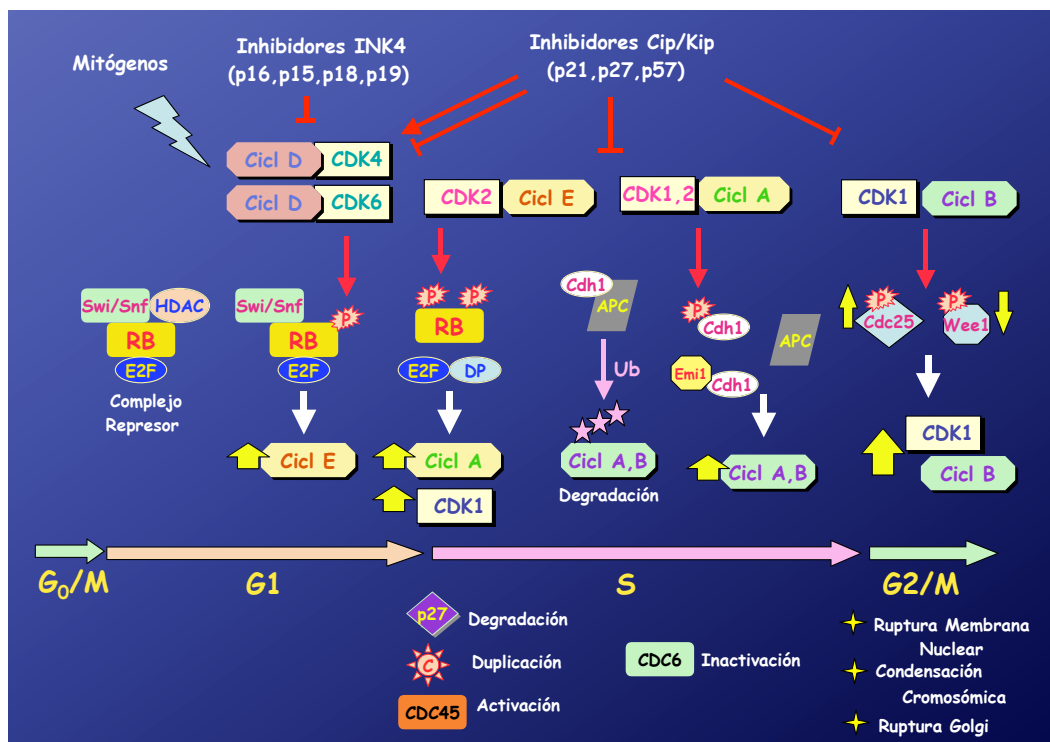 Mitógenos
Inhibidores INK4
(p16,p15,p18,p19)
Inhibidores Cip/Kip
(p21,p27,p57)
Cicl D CDK4
Cicl D CDK6
CDK2 Cicl E
CDK1,2 Cicl A
CDK1 Cicl B
Swi/Snf HDAC
RB
E2F
Complejo
Represor
Swi/Snf
P
RB
E2F
Cicl E
P P
RB
E2F DP
Cicl A
CDK1
Cdh1
APC
Ub
Cicl A,B
Degradación
P
Cdh1
APC
Emi1
Cdh1
Cicl A,B
P P
Cdc25 Wee1
CDK1
Cicl B
G0/M
G1
S
G2/M
p27 Degradación
C Duplicación
CDC45 Activación
CDC6 Inactivación
Ruptura Membrana
Nuclear
Condensación
Cromosómica
Ruptura Golgi